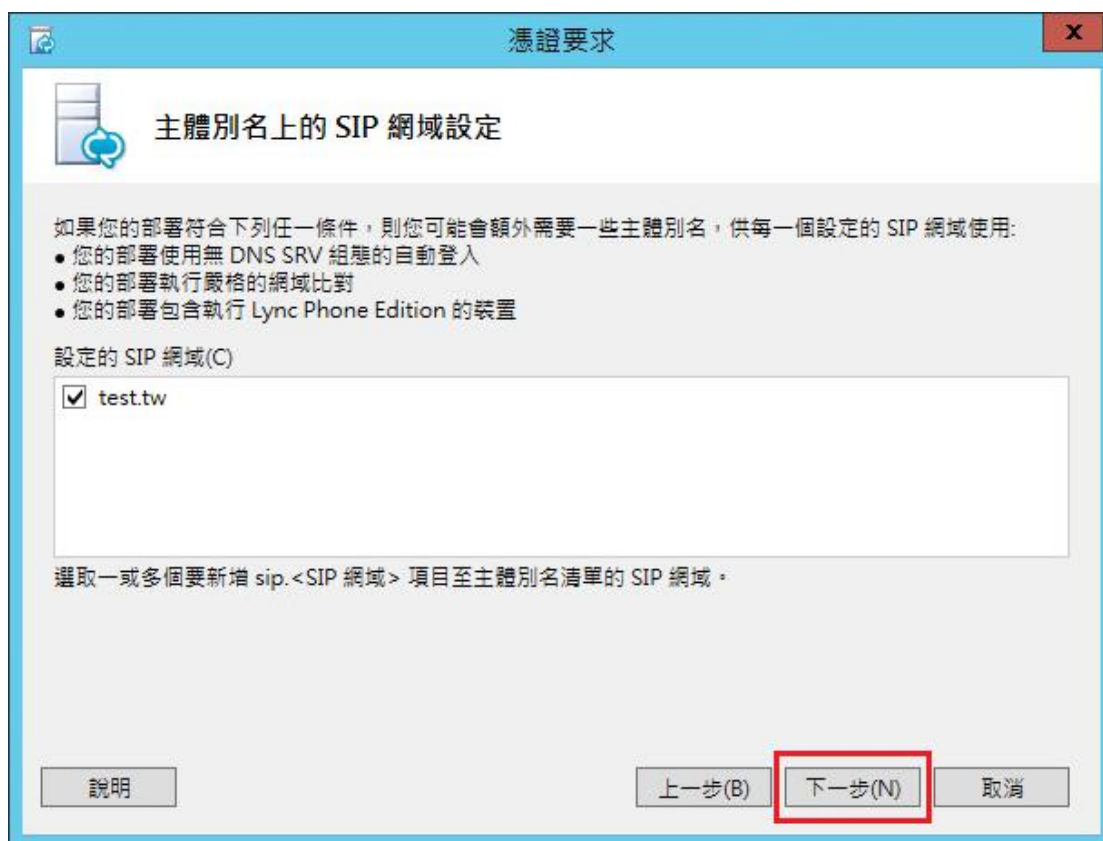 憑證要求
x
主體別名上的 SIP 網域設定
如果您的部署符合下列任一條件，則您可能會額外需要一些主體別名，供每一個設定的 SIP 網域使用:
● 您的部署使用無 DNS SRV 組態的自動登入
● 您的部署執行嚴格的網域比對
● 您的部署包含執行 Lync Phone Edition 的裝置
設定的 SIP 網域(C)
test.tw
選取一或多個要新增 sip.<SIP 網域> 項目至主體別名清單的 SIP 網域。
說明 上一步(B) 下一步(N) 取消